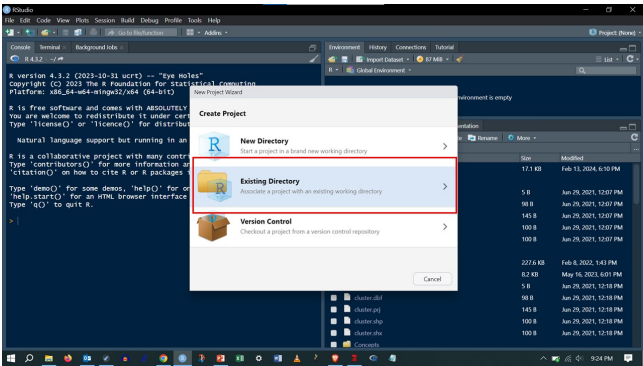 RStudio
File Edit Code View Plots Session Build Debug Profile Tools Help
Go to file/function
Addins
Project: (None)
Console Terminal Background Jobs
R 4.3.2 · ~/
R version 4.3.2 (2023-10-31 ucrt) -- "Eye Holes"
Copyright (C) 2023 The R Foundation for Statistical Computing
Platform: x86_64-w64-mingw32/x64 (64-bit)
R is free software and comes with ABSOLUTELY
You are welcome to redistribute it under cert
Type 'license()' or 'licence()' for distribut
Natural language support but running in an
R is a collaborative project with many contri
Type 'contributors()' for more information an
'citation()' on how to cite R or R packages i
Type 'demo()' for some demos, 'help()' for on
'help.start()' for an HTML browser interface
Type 'q()' to quit R.
>
New Project Wizard
Create Project
New Directory
Start a project in a brand new working directory
Existing Directory
Associate a project with an existing working directory
Version Control
Checkout a project from a version control repository
Cancel
Environment History Connections Tutorial
Import Dataset 87 MiB
List
R Global Environment
nvironment is empty
entation
Rename More
Size Modified
17.1 KB Feb 13, 2024, 6:10 PM
5 B Jun 29, 2021, 12:07 PM
98 B Jun 29, 2021, 12:07 PM
145 B Jun 29, 2021, 12:07 PM
100 B Jun 29, 2021, 12:07 PM
100 B Jun 29, 2021, 12:07 PM
227.6 KB Feb 8, 2022, 1:43 PM
8.2 KB May 16, 2023, 6:01 PM
5 B Jun 29, 2021, 12:18 PM
cluster.dbf 98 B Jun 29, 2021, 12:18 PM
cluster.prj 145 B Jun 29, 2021, 12:18 PM
cluster.shp 100 B Jun 29, 2021, 12:18 PM
cluster.shx 100 B Jun 29, 2021, 12:18 PM
Concepts
9:24 PM